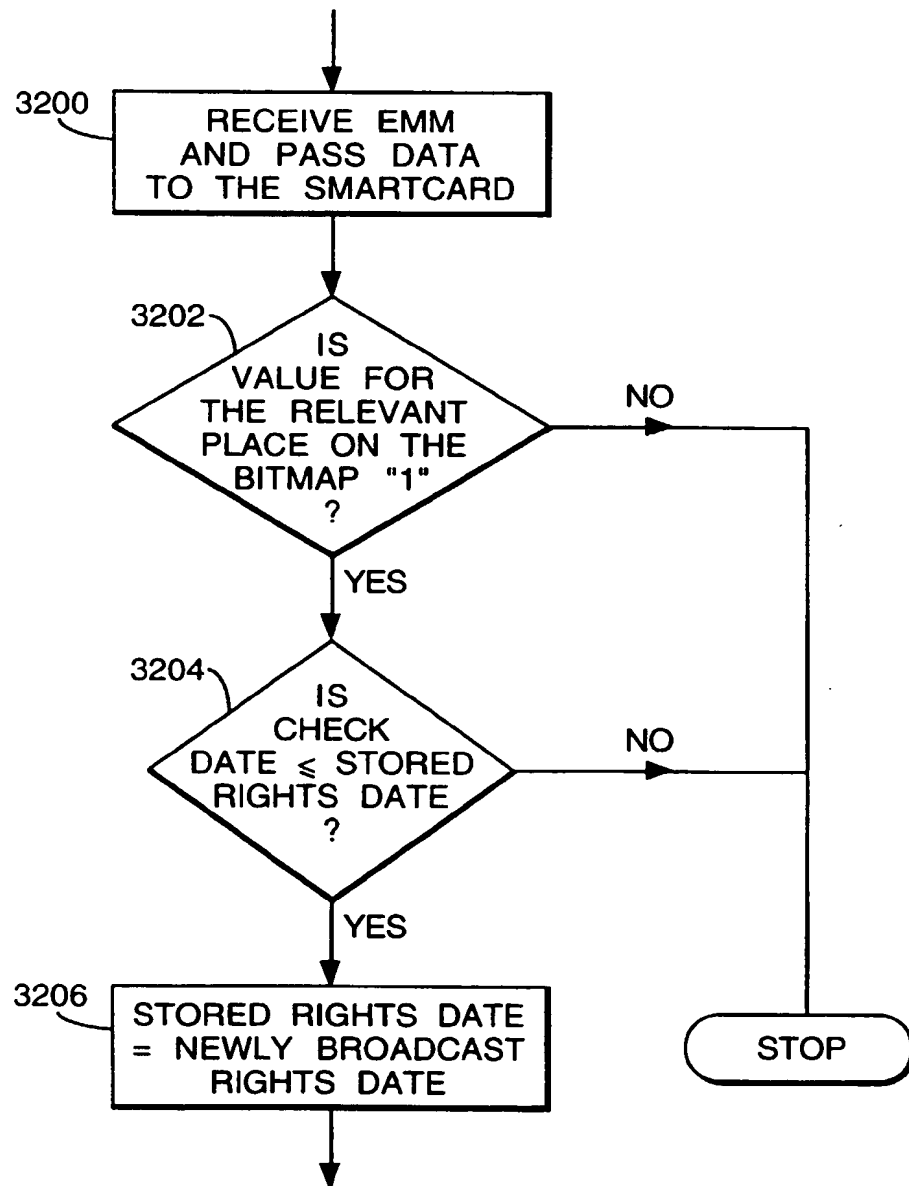 3200
RECEIVE EMM
AND PASS DATA
TO THE SMARTCARD
3202
IS
VALUE FOR
THE RELEVANT
PLACE ON THE
BITMAP "1"
?
NO
YES
3204
IS
CHECK
DATE ⩽ STORED
RIGHTS DATE
?
NO
YES
3206
STORED RIGHTS DATE
= NEWLY BROADCAST
RIGHTS DATE
STOP